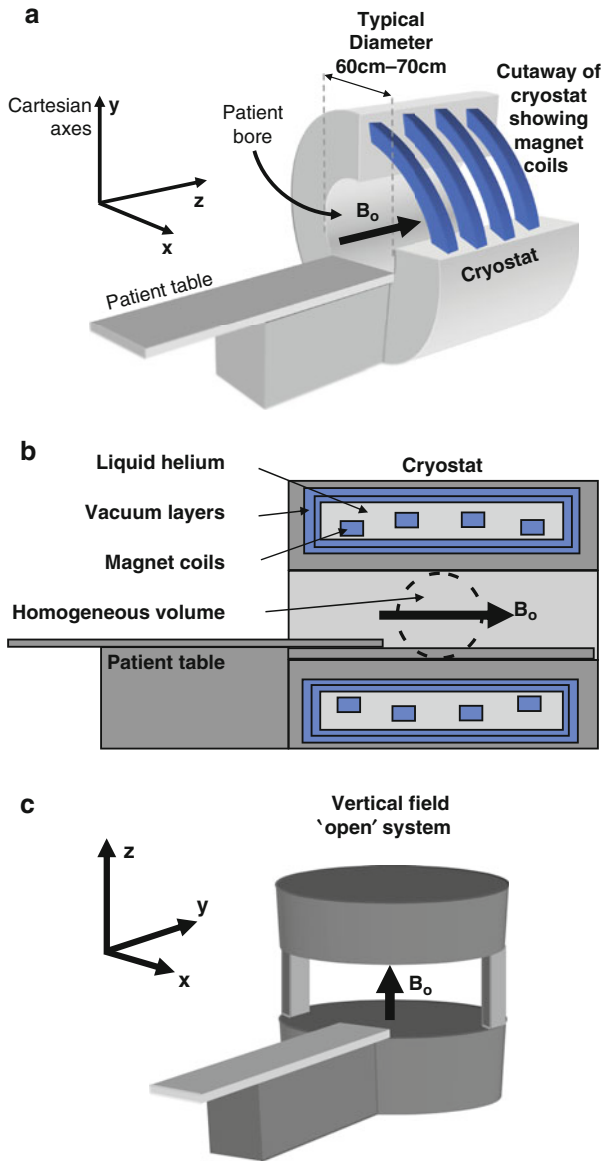 a
Typical
Diameter
60cm–70cm
Cutaway of
cryostat
showing
magnet
coils
Cartesian
axes
y
z
x
Patient
bore
Bo
Patient table
Cryostat
b
Liquid helium
Cryostat
Vacuum layers
Magnet coils
Homogeneous volume
Bo
Patient table
c
Vertical field
‘open’ system
z
y
x
Bo